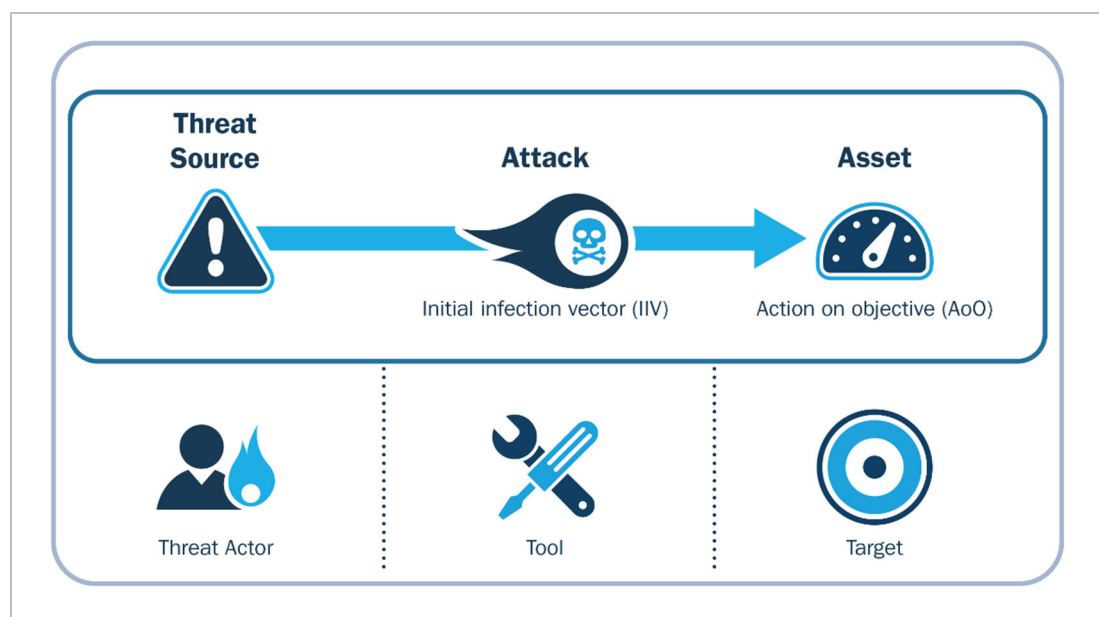 Threat
Source
Attack
Asset
Initial infection vector (IIV)
Action on objective (AoO)
Threat Actor
Tool
Target